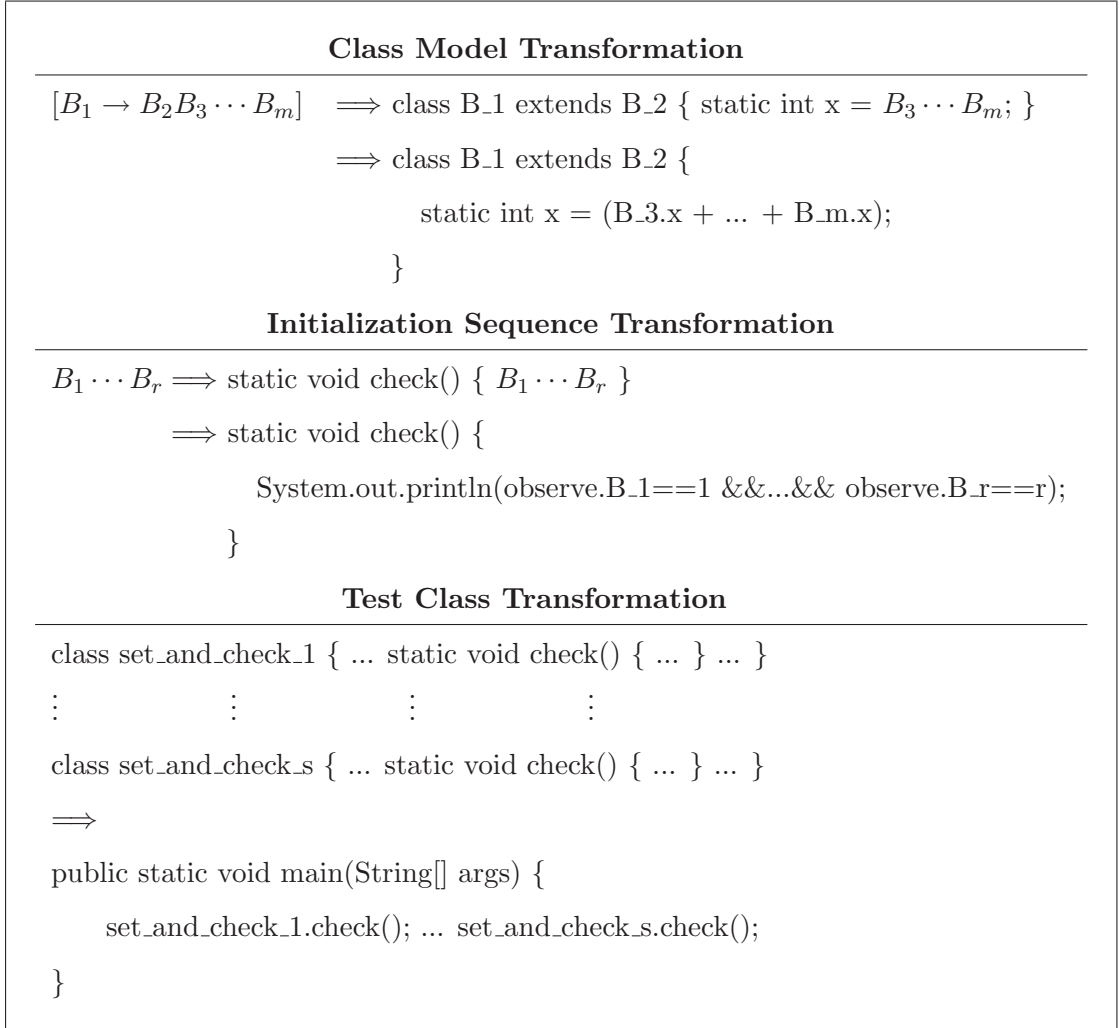 Class Model Transformation
[B₁ → B₂B₃ ⋯ Bₘ] ⟹ class B_1 extends B_2 { static int x = B₃ ⋯ Bₘ; }
⟹ class B_1 extends B_2 {
static int x = (B_3.x + ... + B_m.x);
}
Initialization Sequence Transformation
B₁ ⋯ Bᵣ ⟹ static void check() { B₁ ⋯ Bᵣ }
⟹ static void check() {
System.out.println(observe.B_1==1 &&...&& observe.B_r==r);
}
Test Class Transformation
class set_and_check_1 { ... static void check() { ... } ... }
⋮ ⋮ ⋮ ⋮
class set_and_check_s { ... static void check() { ... } ... }
⟹
public static void main(String[] args) {
set_and_check_1.check(); ... set_and_check_s.check();
}